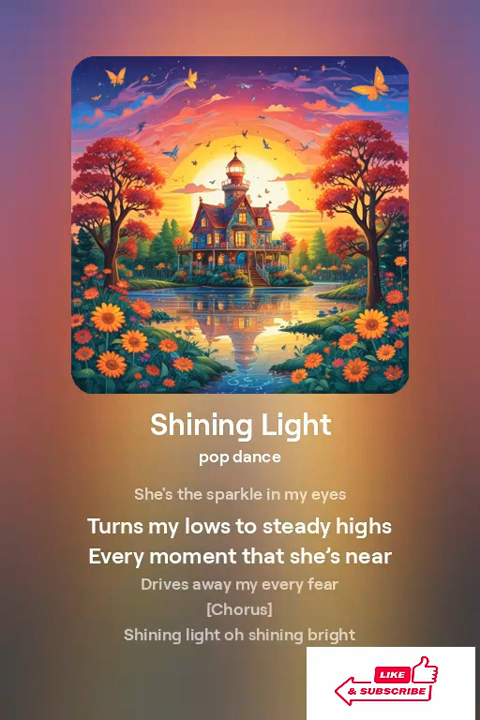 Shining Light
pop dance
She's the sparkle in my eyes
Turns my lows to steady highs
Every moment that she's near
Drives away my every fear
[Chorus]
Shining light oh shining bright
LIKE
& SUBSCRIBE